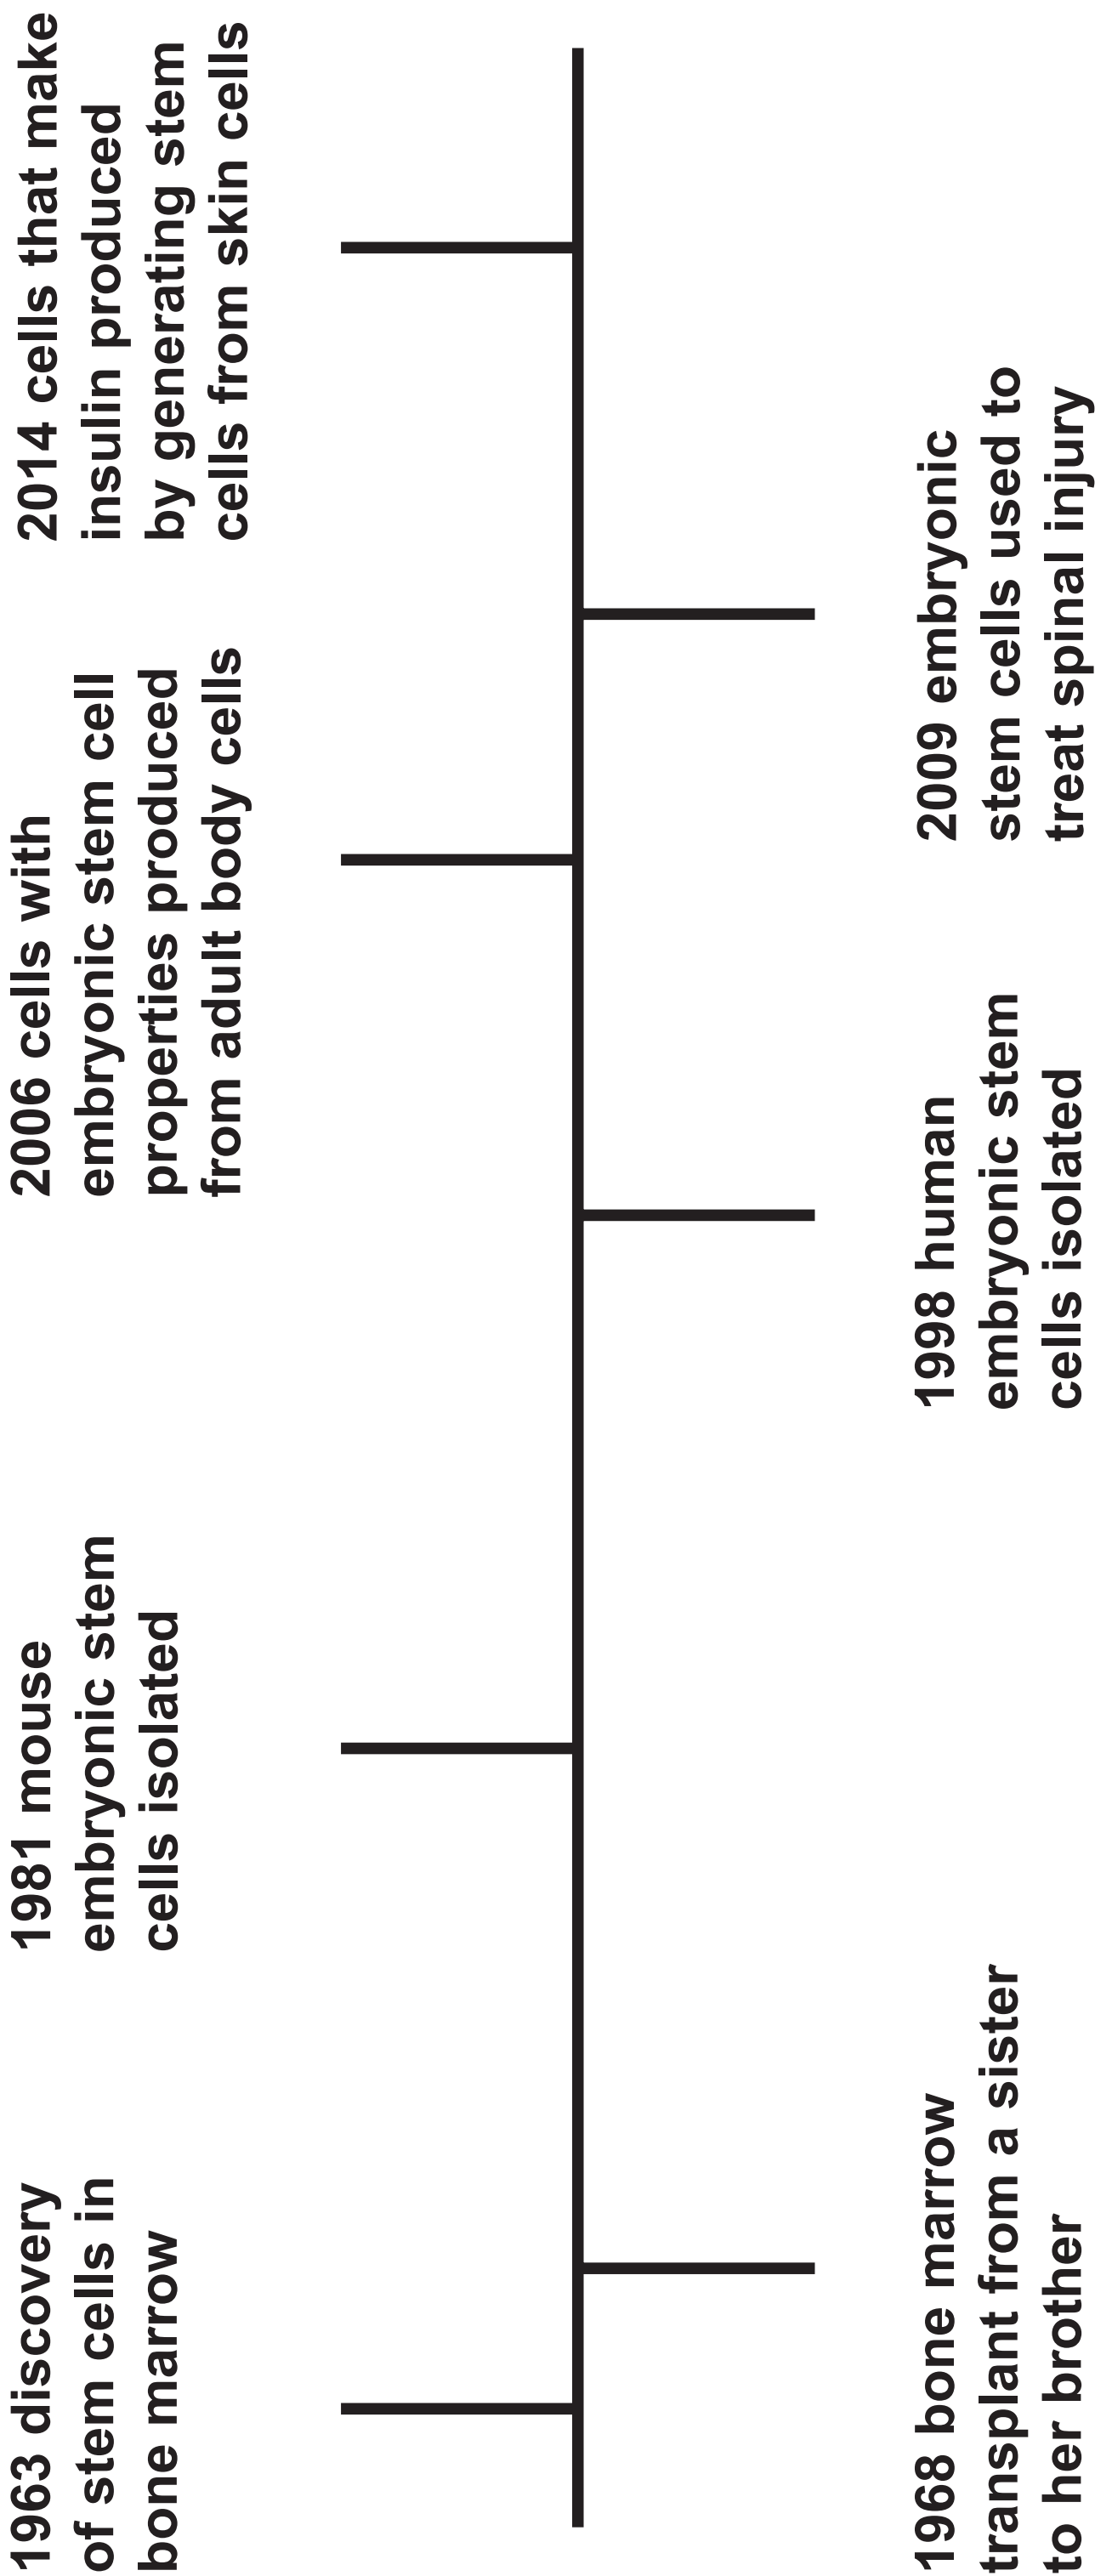 1963 discovery
of stem cells in
bone marrow
1968 bone marrow
transplant from a sister
to her brother
1981 mouse
embryonic stem
cells isolated
1998 human
embryonic stem
cells isolated
2006 cells with
embryonic stem cell
properties produced
from adult body cells
2009 embryonic
stem cells used to
treat spinal injury
2014 cells that make
insulin produced
by generating stem
cells from skin cells